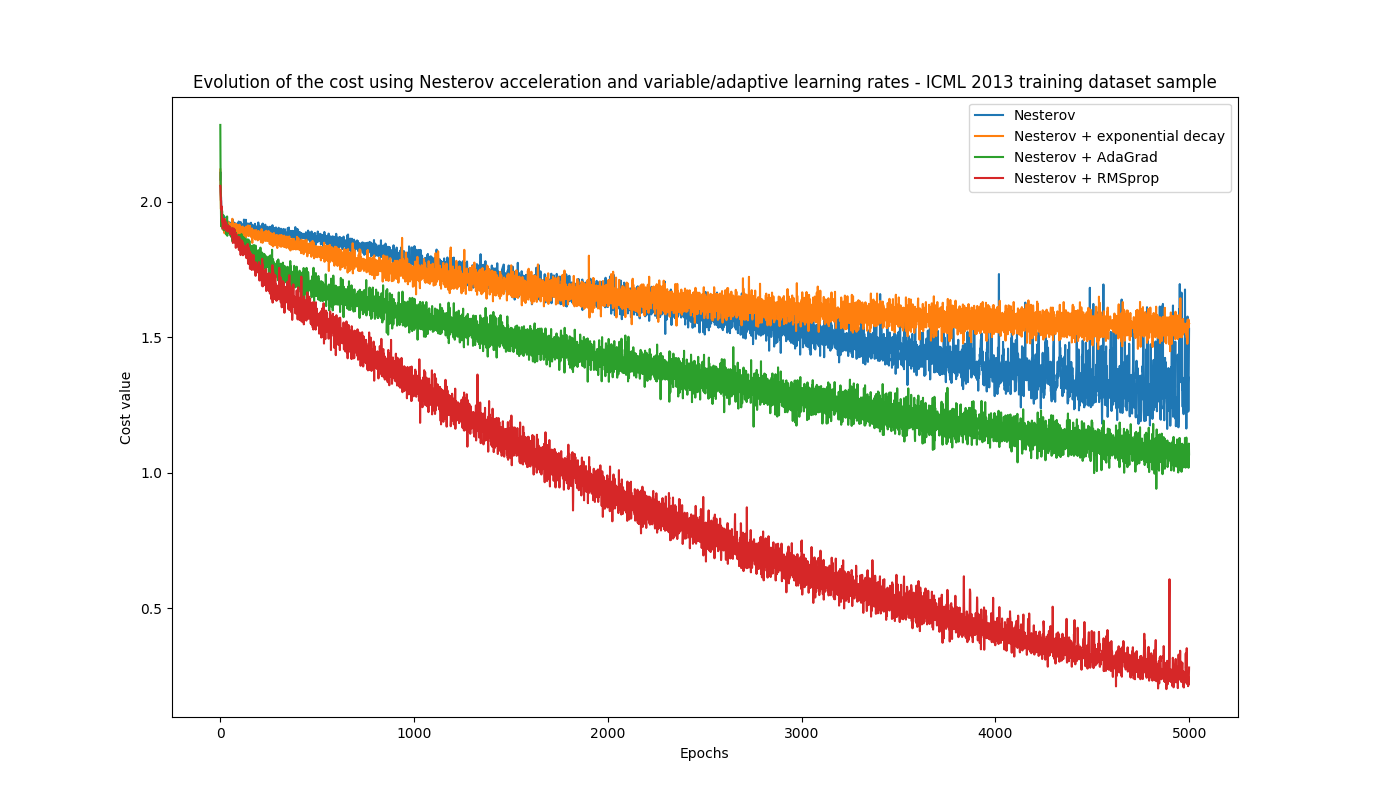 Evolution of the cost using Nesterov acceleration and variable/adaptive learning rates - ICML 2013 training dataset sample
Nesterov
Nesterov + exponential decay
Nesterov + AdaGrad
Nesterov + RMSprop
Cost value
2.0
1.5
1.0
0.5
0 1000 2000 3000 4000 5000
Epochs